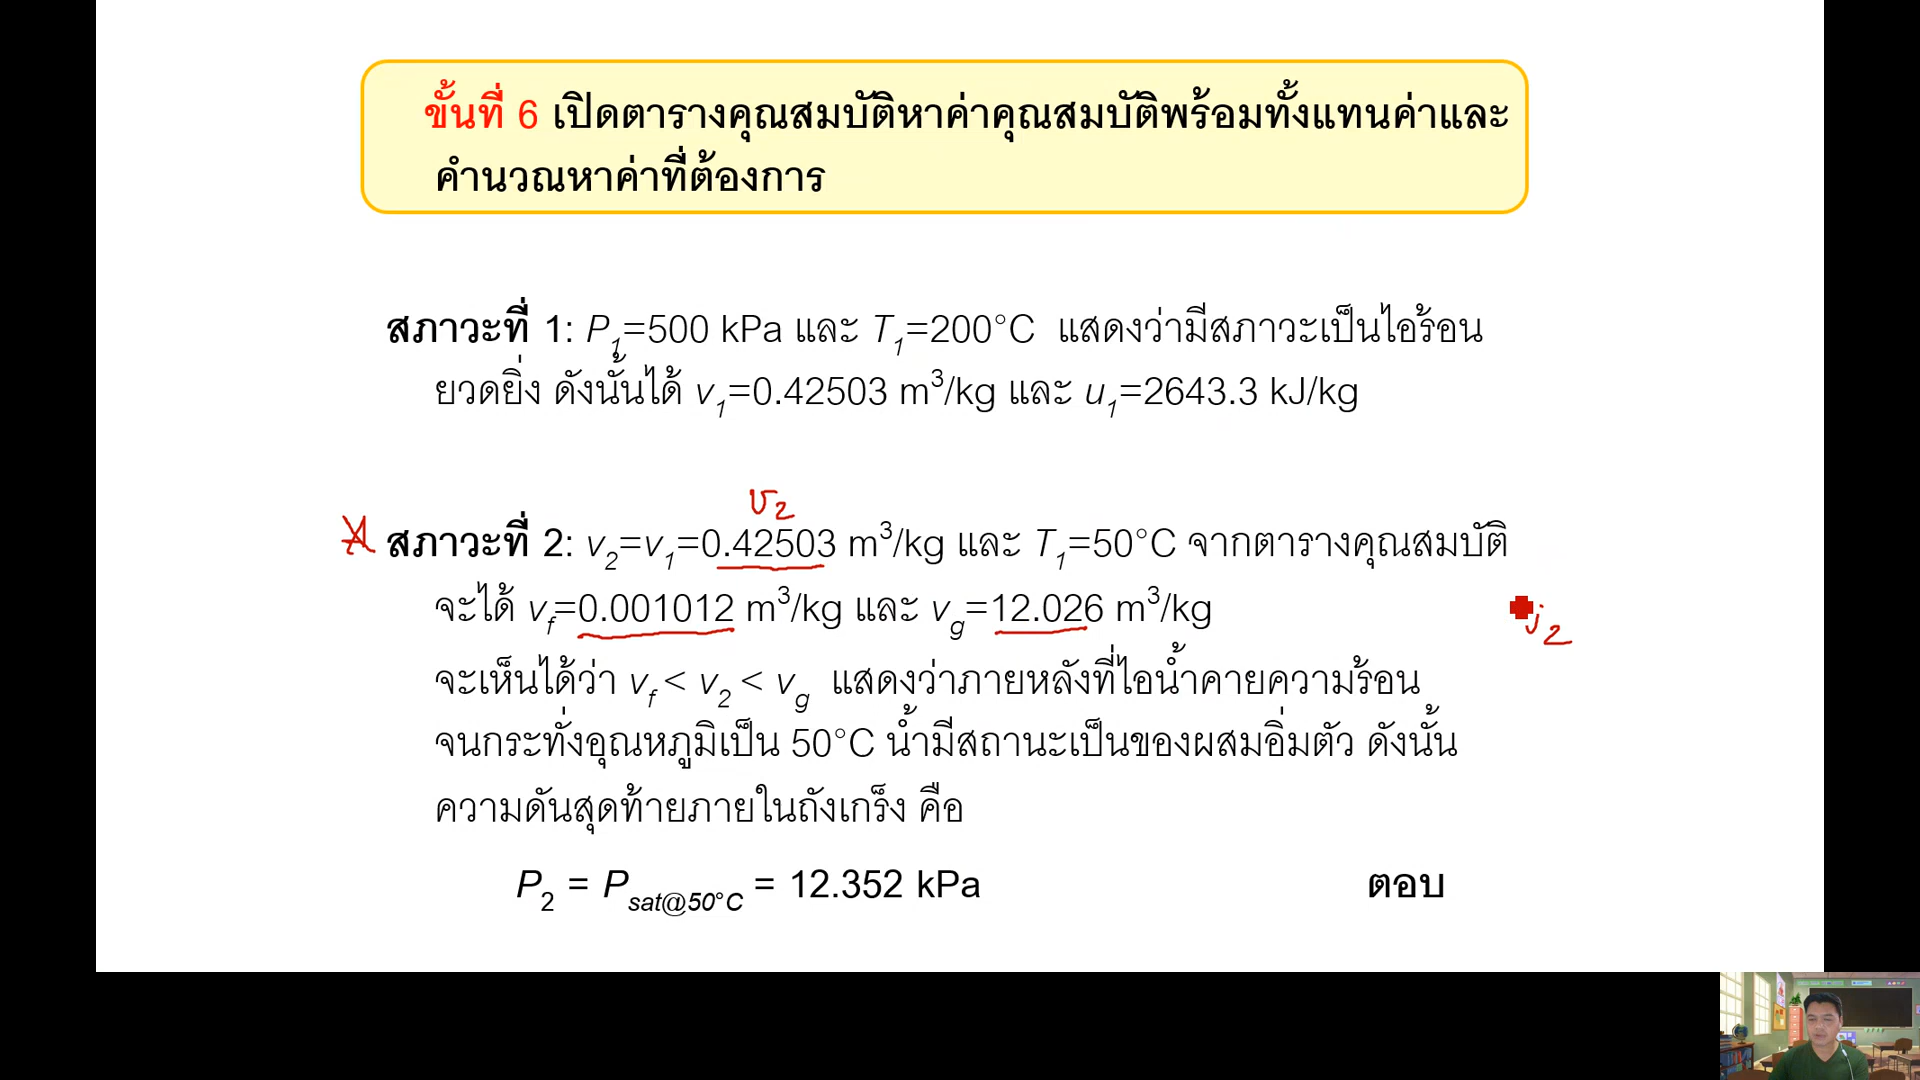 ขั้นที่ 6 เปิดตารางคุณสมบัติหาค่าคุณสมบัติพร้อมทั้งแทนค่าและ
คำนวณหาค่าที่ต้องการ
สภาวะที่ 1: P₁=500 kPa และ T₁=200°C แสดงว่ามีสภาวะเป็นไอร้อน
ยวดยิ่ง ดังนั้นได้ v₁=0.42503 m³/kg และ u₁=2643.3 kJ/kg
v₂
สภาวะที่ 2: v₂=v₁=0.42503 m³/kg และ T₁=50°C จากตารางคุณสมบัติ
จะได้ v_f=0.001012 m³/kg และ v_g=12.026 m³/kg
จะเห็นได้ว่า v_f < v₂ < v_g แสดงว่าภายหลังที่ไอน้ำคายความร้อน
จนกระทั่งอุณหภูมิเป็น 50°C น้ำมีสถานะเป็นของผสมอิ่มตัว ดังนั้น
ความดันสุดท้ายภายในถังเกร็ง คือ
P₂ = P_sat@50°C = 12.352 kPa ตอบ